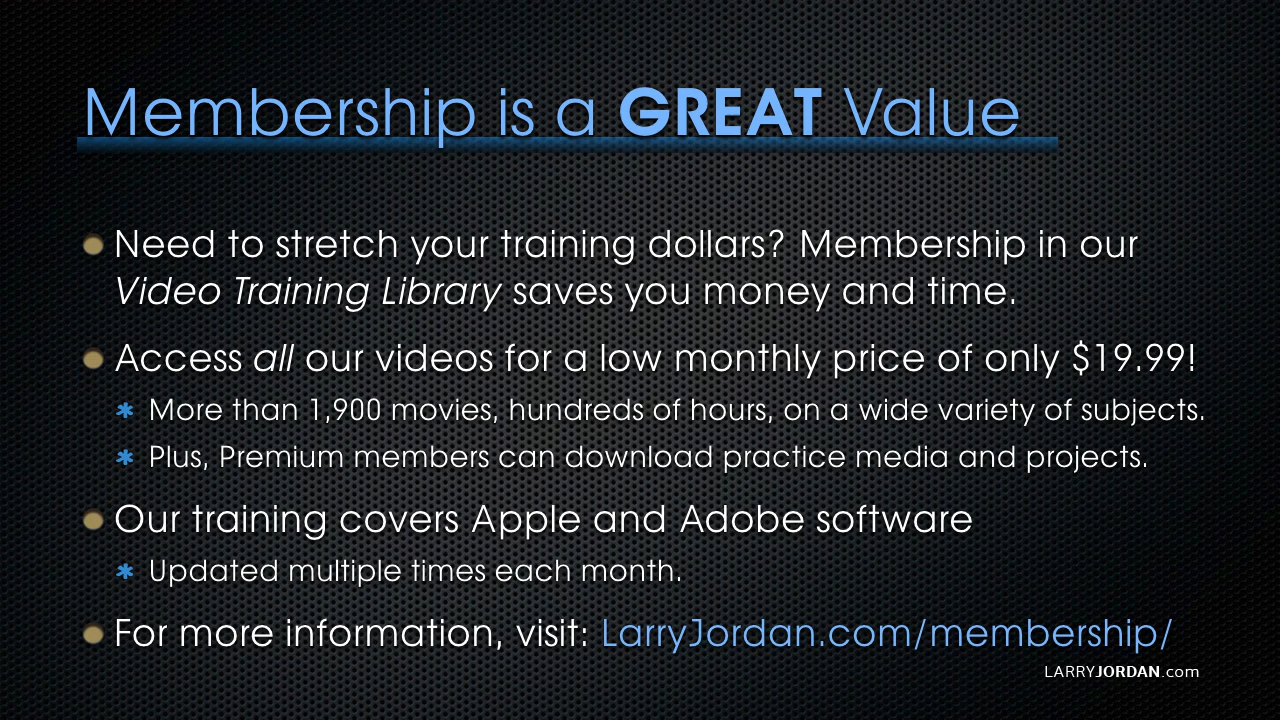 Membership is a GREAT Value
Need to stretch your training dollars? Membership in our
Video Training Library saves you money and time.
Access all our videos for a low monthly price of only $19.99!
More than 1,900 movies, hundreds of hours, on a wide variety of subjects.
Plus, Premium members can download practice media and projects.
Our training covers Apple and Adobe software
Updated multiple times each month.
For more information, visit: LarryJordan.com/membership/
LARRYJORDAN.com